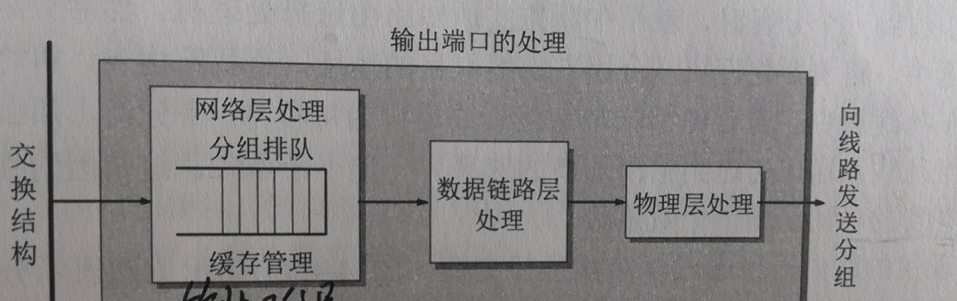 输出端口的处理
交换结构
网络层处理
分组排队
缓存管理
数据链路层
处理
物理层处理
向线路发送分组